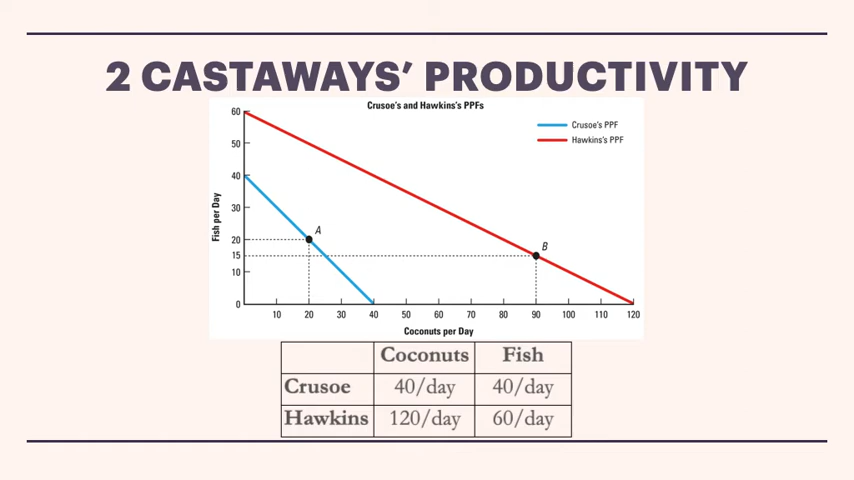 2 CASTAWAYS’ PRODUCTIVITY
Crusoe’s and Hawkins’s PPFs
Crusoe’s PPF
Hawkins’s PPF
Fish per Day
60
50
40
30
20
15
10
0
A
B
10 20 30 40 50 60 70 80 90 100 110 120
Coconuts per Day
Coconuts Fish
Crusoe 40/day 40/day
Hawkins 120/day 60/day